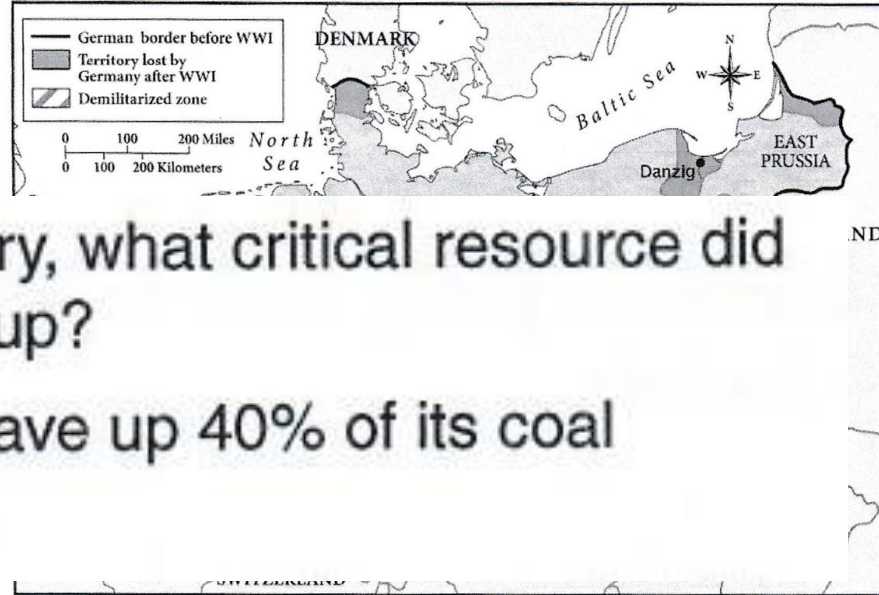 German border before WWI
Territory lost by
Germany after WWI
Demilitarized zone
0 100 200 Miles
0 100 200 Kilometers
DENMARK
North
Sea
Baltic Sea
N
W E
S
EAST
PRUSSIA
Danzig
ry, what critical resource did
up?
ave up 40% of its coal
ND
SWITZERLAND